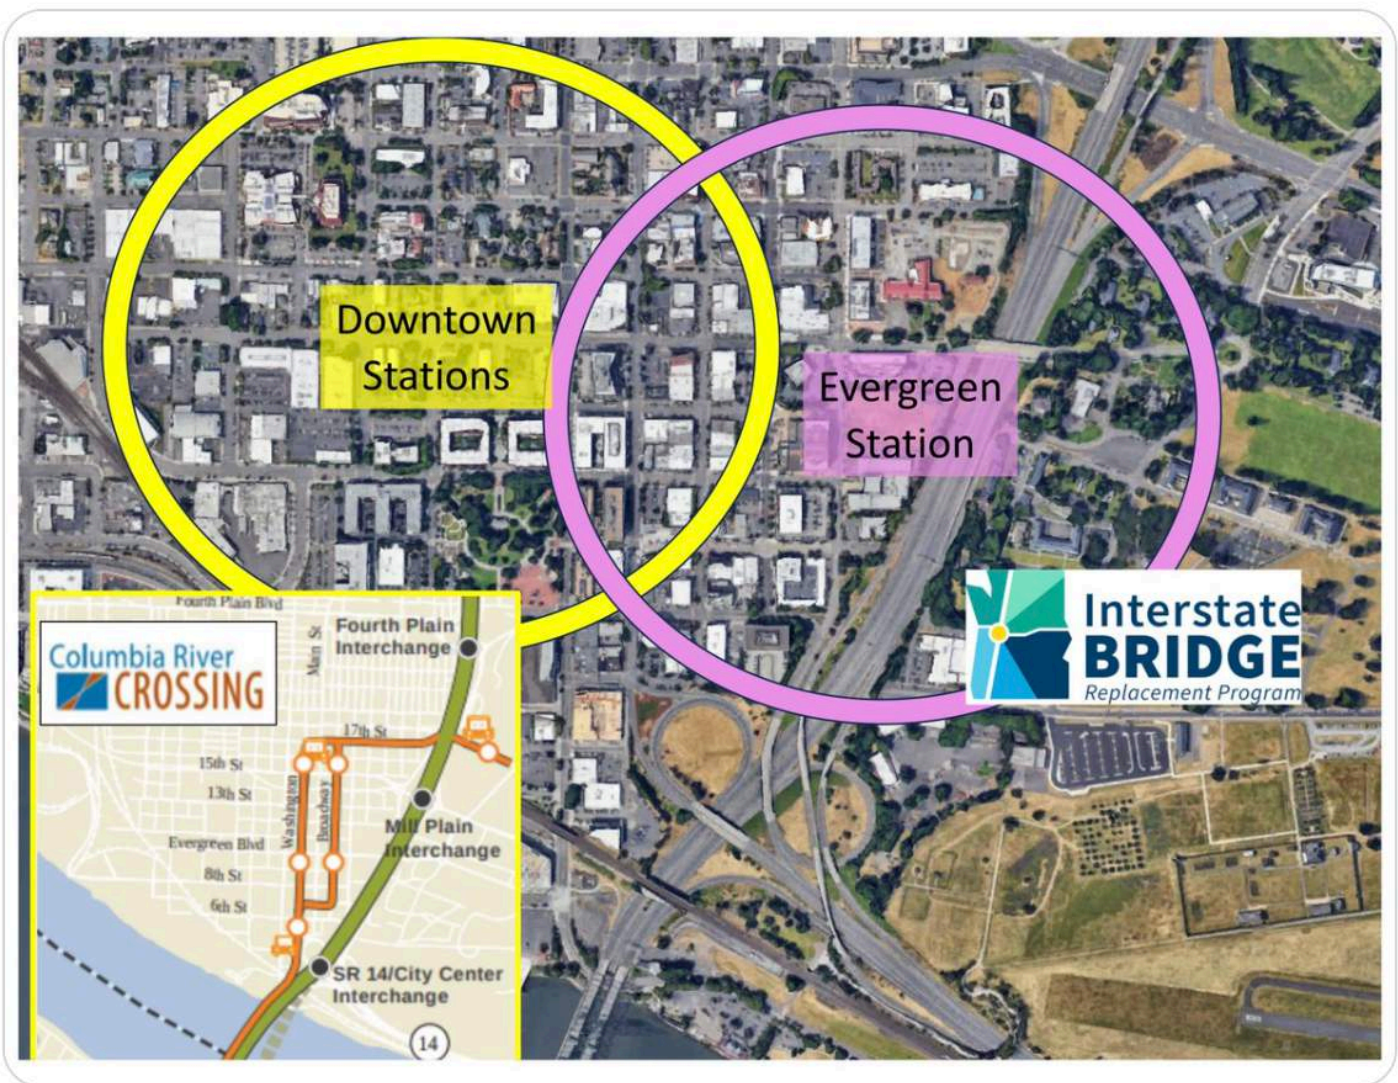 Downtown
Stations
Evergreen
Station
Interstate
BRIDGE
Replacement Program
Columbia River
CROSSING
Fourth Plain Blvd
Main St
Fourth Plain
Interchange
17th St
15th St
13th St
Washington
Broadway
Mill Plain
Interchange
Evergreen Blvd
8th St
6th St
SR 14/City Center
Interchange
14